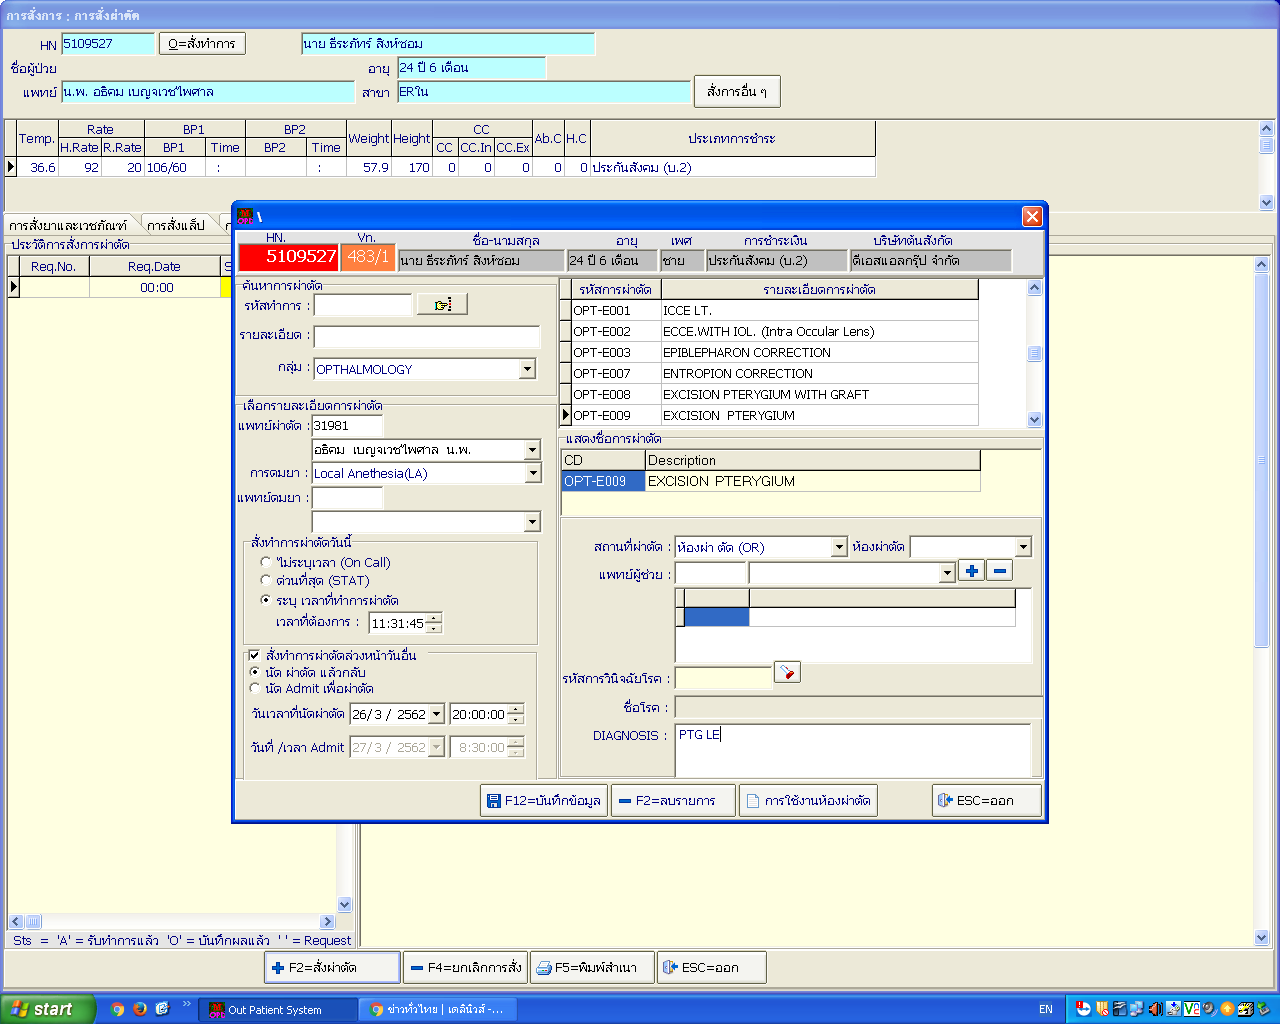 การสั่งการ : การสั่งผ่าตัด
HN 5109527 O=สั่งทำการ นาย ธีระภัทร์ สิงห์ซอม
ชื่อผู้ป่วย อายุ 24 ปี 6 เดือน
แพทย์ น.พ. อธิคม เบญจเวชไพศาล สาขา ERใน สั่งการอื่น ๆ
Temp. Rate BP1 BP2 Weight Height CC Ab.C H.C ประเภทการชำระ
H.Rate R.Rate BP1 Time BP2 Time CC CC.In CC.Ex
36.6 92 20 106/60 : : 57.9 170 0 0 0 0 0 ประกันสังคม (บ.2)
การสั่งยาและเวชภัณฑ์ การสั่งแล็ป
ประวัติการสั่งการผ่าตัด
Req.No. Req.Date S
00:00
OPD \
HN. Vn. ชื่อ-นามสกุล อายุ เพศ การชำระเงิน บริษัทต้นสังกัด
5109527 483/1 นาย ธีระภัทร์ สิงห์ซอม 24 ปี 6 เดือน ชาย ประกันสังคม (บ.2) ดีเอสแอลกรุ๊ป จำกัด
ค้นหาการผ่าตัด
รหัสทำการ :
รายละเอียด :
กลุ่ม : OPTHALMOLOGY
รหัสการผ่าตัด รายละเอียดการผ่าตัด
OPT-E001 ICCE LT.
OPT-E002 ECCE.WITH IOL. (Intra Occular Lens)
OPT-E003 EPIBLEPHARON CORRECTION
OPT-E007 ENTROPION CORRECTION
OPT-E008 EXCISION PTERYGIUM WITH GRAFT
OPT-E009 EXCISION PTERYGIUM
เลือกรายละเอียดการผ่าตัด
แพทย์ผ่าตัด : 31981
อธิคม เบญจเวชไพศาล น.พ.
การดมยา : Local Anethesia(LA)
แพทย์ดมยา :
แสดงชื่อการผ่าตัด
CD Description
OPT-E009 EXCISION PTERYGIUM
สั่งทำการผ่าตัดวันนี้
ไม่ระบุเวลา (On Call)
ด่วนที่สุด (STAT)
ระบุ เวลาที่ทำการผ่าตัด
เวลาที่ต้องการ : 11:31:45
สั่งทำการผ่าตัดล่วงหน้าวันอื่น
นัด ผ่าตัด แล้วกลับ
นัด Admit เพื่อผ่าตัด
วันเวลาที่นัดผ่าตัด 26/3 / 2562 20:00:00
วันที่ /เวลา Admit 27/3 / 2562 8:30:00
สถานที่ผ่าตัด : ห้องผ่า ตัด (OR) ห้องผ่าตัด
แพทย์ผู้ช่วย :
รหัสการวินิจฉัยโรค :
ชื่อโรค :
DIAGNOSIS : PTG LE
F12=บันทึกข้อมูล F2=ลบรายการ การใช้งานห้องผ่าตัด ESC=ออก
Sts = 'A' = รับทำการแล้ว 'O' = บันทึกผลแล้ว ' ' = Request
F2=สั่งผ่าตัด F4=ยกเลิกการสั่ง F5=พิมพ์สำเนา ESC=ออก
start Out Patient System ข่าวทั่วไทย | เดลินิวส์ -... EN